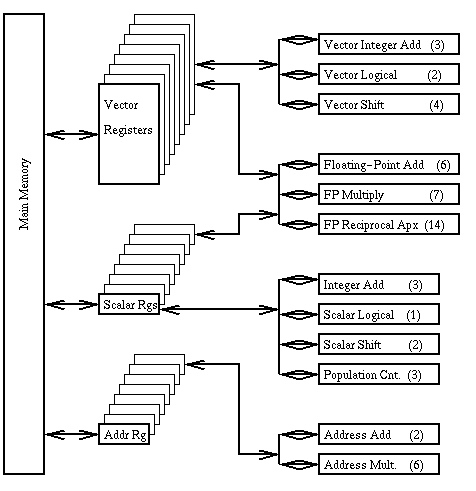 Vector Integer Add (3)
Vector Logical (2)
Vector Shift (4)
Vector
Registers
Main Memory
Floating-Point Add (6)
FP Multiply (7)
FP Reciprocal Apx (14)
Scalar Rgs
Integer Add (3)
Scalar Logical (1)
Scalar Shift (2)
Population Cnt. (3)
Addr Rg
Address Add (2)
Address Mult. (6)